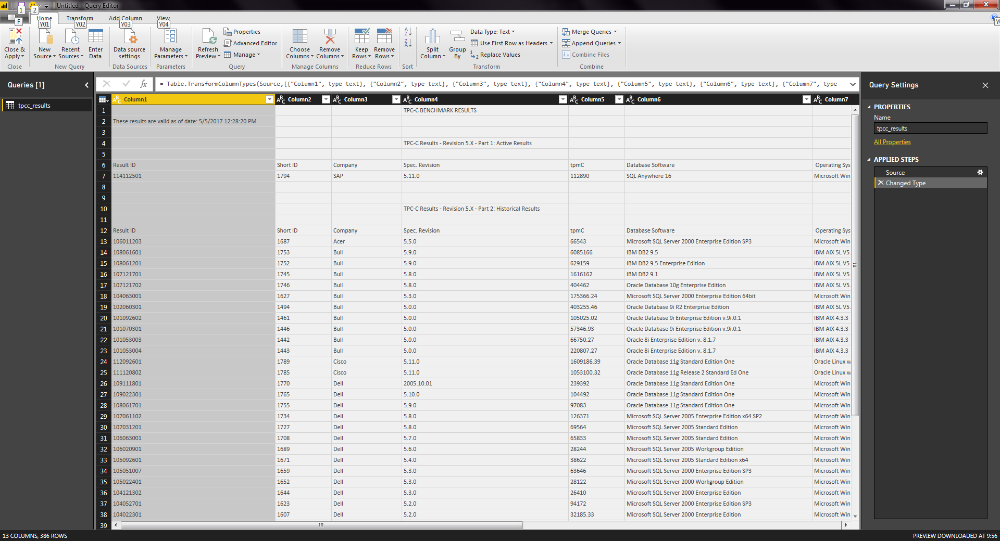 Untitled - Query Editor
1 2
F
Home Transform Add Column View
Y01 Y02 Y03 Y04
Close & Apply
New Source
Recent Sources
Enter Data
Data source settings
Manage Parameters
Refresh Preview
Properties
Advanced Editor
Manage
Choose Columns
Remove Columns
Keep Rows
Remove Rows
Split Column
Group By
Data Type: Text
Use First Row as Headers
Replace Values
Merge Queries
Append Queries
Combine Files
Close New Query Data Sources Parameters Query Manage Columns Reduce Rows Sort Transform Combine
Queries [1]
tpcc_results
fx = Table.TransformColumnTypes(Source,{{"Column1", type text}, {"Column2", type text}, {"Column3", type text}, {"Column4", type text}, {"Column5", type text}, {"Column6", type text}, {"Column7", type
Column1 Column2 Column3 Column4 Column5 Column6 Column7
1 TPC-C BENCHMARK RESULTS
2 These results are valid as of date: 5/5/2017 12:28:20 PM
3
4 TPC-C Results - Revision 5.X - Part 1: Active Results
5
6 Result ID Short ID Company Spec. Revision tpmC Database Software Operating Sys
7 114112501 1794 SAP 5.11.0 112890 SQL Anywhere 16 Microsoft Win
8
9
10 TPC-C Results - Revision 5.X - Part 2: Historical Results
11
12 Result ID Short ID Company Spec. Revision tpmC Database Software Operating Sys
13 106011203 1687 Acer 5.5.0 66543 Microsoft SQL Server 2000 Enterprise Edition SP3 Microsoft Win
14 108061601 1753 Bull 5.9.0 6085166 IBM DB2 9.5 IBM AIX 5L V5.
15 108061201 1752 Bull 5.9.0 629159 IBM DB2 9.5 Enterprise Edition IBM AIX 5L V5.
16 107121701 1745 Bull 5.8.0 1616162 IBM DB2 9.1 IBM AIX 5L V5.
17 107121702 1746 Bull 5.8.0 404462 Oracle Database 10g Enterprise Edition IBM AIX 5L V5.
18 104063001 1627 Bull 5.3.0 175366.24 Microsoft SQL Server 2000 Enterprise Edition 64bit Microsoft Win
19 102060301 1494 Bull 5.0.0 403255.46 Oracle Database 9i R2 Enterprise Edition IBM AIX 5L V5.
20 101092602 1461 Bull 5.0.0 105025.02 Oracle Database 9i Enterprise Edition v.9i.0.1 IBM AIX 4.3.3
21 101070301 1446 Bull 5.0.0 57346.93 Oracle Database 9i Enterprise Edition v.9i.0.1 IBM AIX 4.3.3
22 101053003 1442 Bull 5.0.0 66750.27 Oracle 8i Enterprise Edition v. 8.1.7 IBM AIX 4.3.3
23 101053004 1443 Bull 5.0.0 220807.27 Oracle 8i Enterprise Edition v. 8.1.7 IBM AIX 4.3.3
24 112092601 1789 Cisco 5.11.0 1609186.39 Oracle Database 11g Standard Edition One Oracle Linux w
25 111120802 1785 Cisco 5.11.0 1053100.32 Oracle Database 11g Release 2 Standard Ed One Oracle Linux w
26 109111801 1770 Dell 2005.10.01 239392 Oracle Database 11g Standard Edition One Microsoft Win
27 109022301 1765 Dell 5.10.0 104492 Oracle Database 11g Standard Edition One Microsoft Win
28 108061701 1755 Dell 5.9.0 97083 Oracle Database 11g Standard Edition One Microsoft Win
29 107061102 1734 Dell 5.8.0 126371 Microsoft SQL Server 2005 Enterprise Edition x64 SP2 Microsoft Win
30 107031201 1727 Dell 5.8.0 69564 Microsoft SQL Server 2005 Standard Edition Microsoft Win
31 106063001 1708 Dell 5.7.0 65833 Microsoft SQL Server 2005 Standard Edition Microsoft Win
32 106020901 1689 Dell 5.6.0 28244 Microsoft SQL Server 2005 Workgroup Edition Microsoft Win
33 105092601 1671 Dell 5.4.0 38622 Microsoft SQL Server 2005 Standard Edition x64 Microsoft Win
34 105051007 1659 Dell 5.3.0 63646 Microsoft SQL Server 2000 Enterprise Edition SP3 Microsoft Win
35 105022401 1652 Dell 5.3.0 28122 Microsoft SQL Server 2000 Workgroup Edition Microsoft Win
36 104121302 1644 Dell 5.3.0 26410 Microsoft SQL Server 2000 Enterprise Edition Microsoft Win
37 104052701 1623 Dell 5.2.0 94172 Microsoft SQL Server 2000 Enterprise Edition SP3 Microsoft Win
38 104022301 1607 Dell 5.2.0 32185.33 Microsoft SQL Server 2000 Enterprise Edition Microsoft Win
39
Query Settings
PROPERTIES
Name
tpcc_results
All Properties
APPLIED STEPS
Source
Changed Type
13 COLUMNS, 386 ROWS
PREVIEW DOWNLOADED AT 9:56